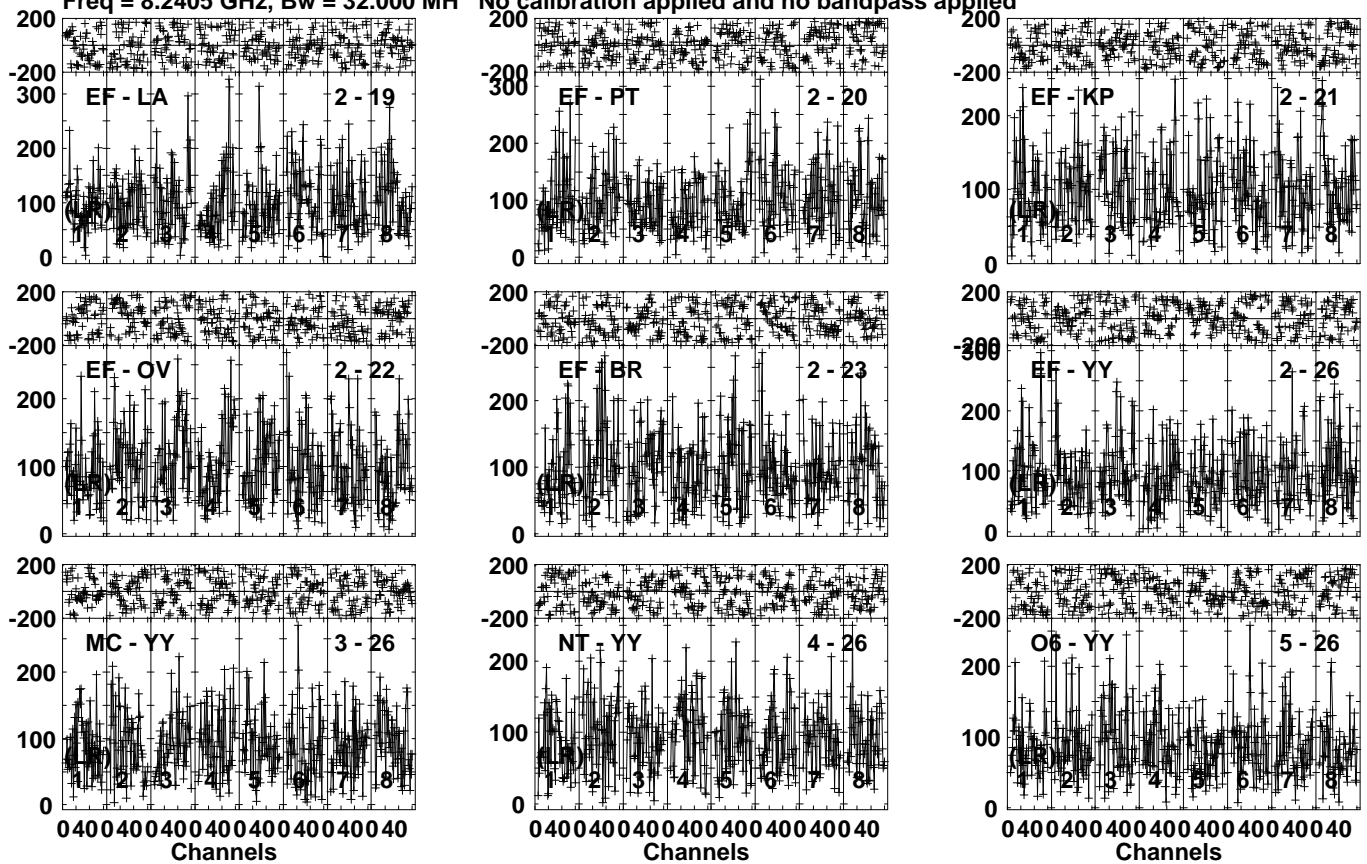 Freq = 8.2405 GHz, Bw = 32.000 MH No calibration applied and no bandpass applied
200 200 200
-200 -200 -200
300 300
EF - LA 2 - 19 EF - PT 2 - 20 EF - KP 2 - 21
200 200 200
100 100 100
(LR) (LR) (LR)
1 2 3 4 5 6 7 8 1 2 3 4 5 6 7 8 1 2 3 4 5 6 7 8
0 0 0
200 200 200
-200 -200 -200
300
EF - OV 2 - 22 EF - BR 2 - 23 EF - YY 2 - 26
200 200 200
100 100 100
(LR) (LR) (LR)
1 2 3 4 5 6 7 8 1 2 3 4 5 6 7 8 1 2 3 4 5 6 7 8
0 0 0
200 200 200
-200 -200 -200
MC - YY 3 - 26 NT - YY 4 - 26 O6 - YY 5 - 26
200 200 200
100 100 100
(LR) (LR) (LR)
1 2 3 4 5 6 7 8 1 2 3 4 5 6 7 8 1 2 3 4 5 6 7 8
0 0 0
0 40 0 40 0 40 0 40 0 40 0 40 0 40 0 40 0 40 0 40 0 40 0 40 0 40 0 40 0 40 0 40 0 40 0 40 0 40 0 40 0 40 0 40 0 40 0 40
Channels Channels Channels